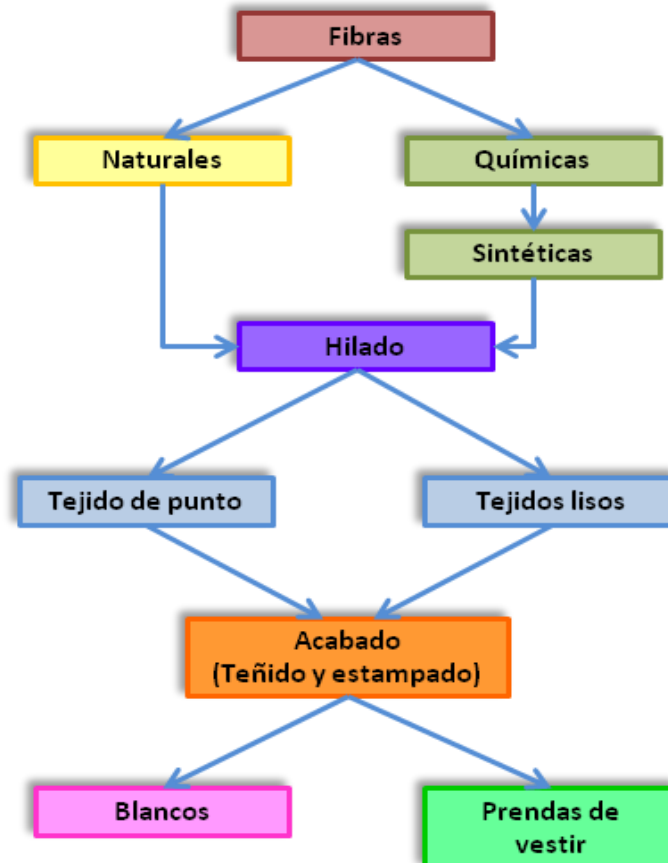 Fibras
Naturales
Químicas
Sintéticas
Hilado
Tejido de punto
Tejidos lisos
Acabado
(Teñido y estampado)
Blancos
Prendas de
vestir